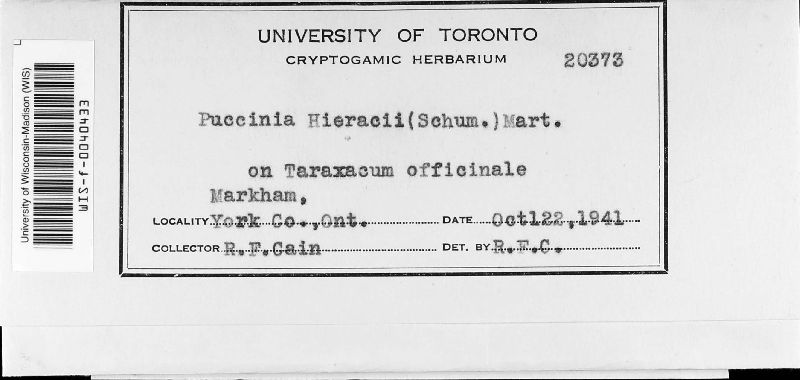 UNIVERSITY OF TORONTO
CRYPTOGAMIC HERBARIUM
20373
Puccinia Hieracii(Schum.)Mart.
on Taraxacum officinale
Markham,
LOCALITY York Co.,Ont. DATE Oct122,1941
COLLECTOR R.F.Cain DET. BY R.F.C.
University of Wisconsin-Madison (WIS)
WIS-f-0040433